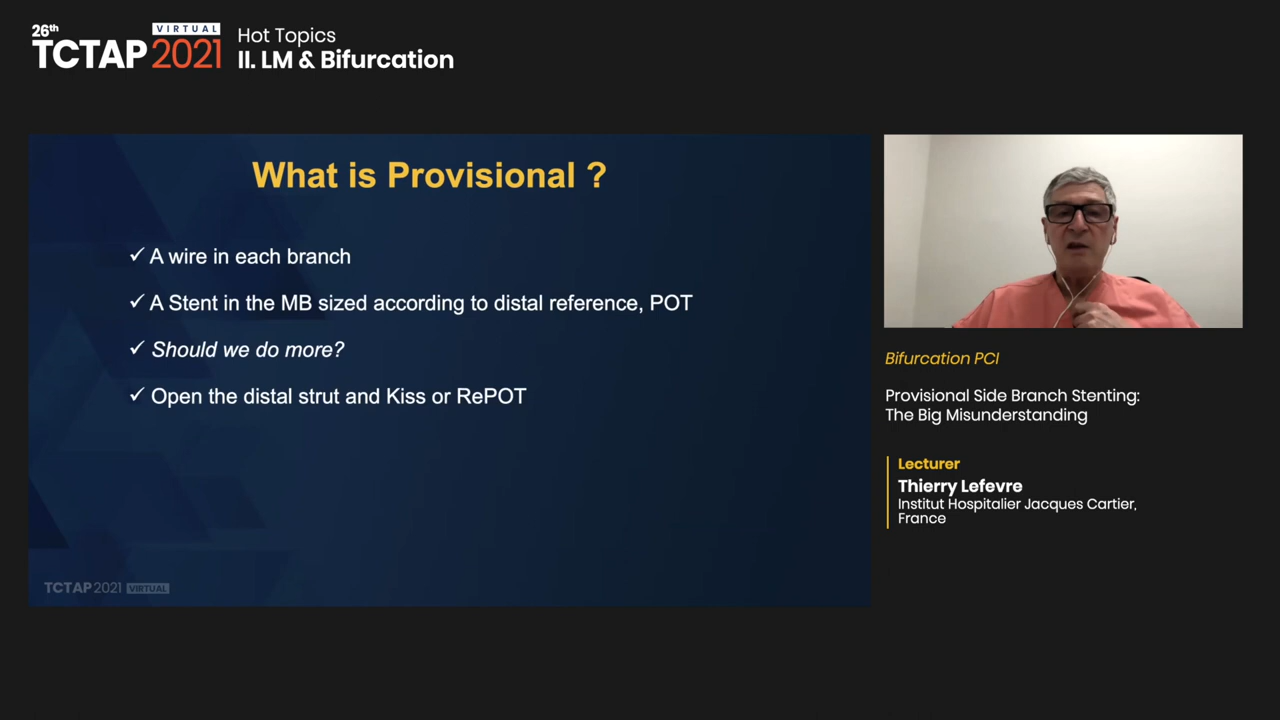 26th
VIRTUAL
TCTAP 2021
Hot Topics
II. LM & Bifurcation
What is Provisional ?
✓ A wire in each branch
✓ A Stent in the MB sized according to distal reference, POT
✓ Should we do more?
✓ Open the distal strut and Kiss or RePOT
TCTAP 2021 VIRTUAL
Bifurcation PCI
Provisional Side Branch Stenting:
The Big Misunderstanding
Lecturer
Thierry Lefevre
Institut Hospitalier Jacques Cartier,
France